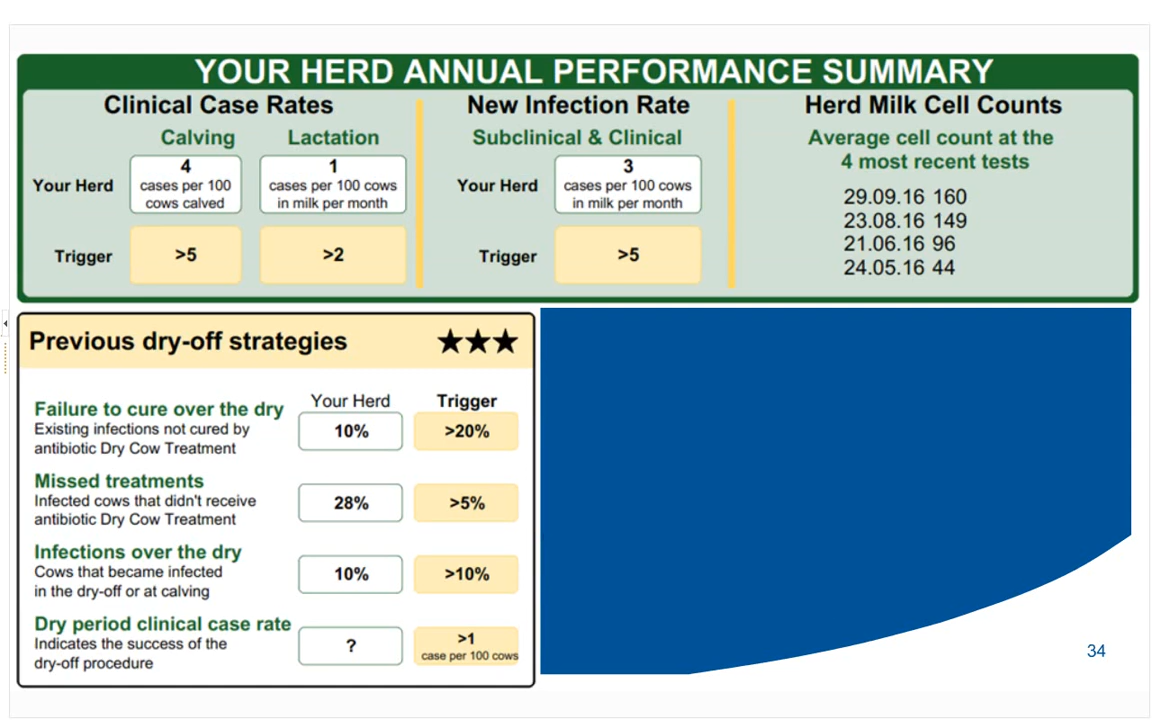 YOUR HERD ANNUAL PERFORMANCE SUMMARY
Clinical Case Rates
Calving Lactation
Your Herd
4
cases per 100
cows calved
1
cases per 100 cows
in milk per month
Trigger
>5
>2
New Infection Rate
Subclinical & Clinical
Your Herd
3
cases per 100 cows
in milk per month
Trigger
>5
Herd Milk Cell Counts
Average cell count at the
4 most recent tests
29.09.16 160
23.08.16 149
21.06.16 96
24.05.16 44
Previous dry-off strategies
Your Herd Trigger
Failure to cure over the dry
Existing infections not cured by
antibiotic Dry Cow Treatment
10%
>20%
Missed treatments
Infected cows that didn't receive
antibiotic Dry Cow Treatment
28%
>5%
Infections over the dry
Cows that became infected
in the dry-off or at calving
10%
>10%
Dry period clinical case rate
Indicates the success of the
dry-off procedure
?
>1
case per 100 cows
34